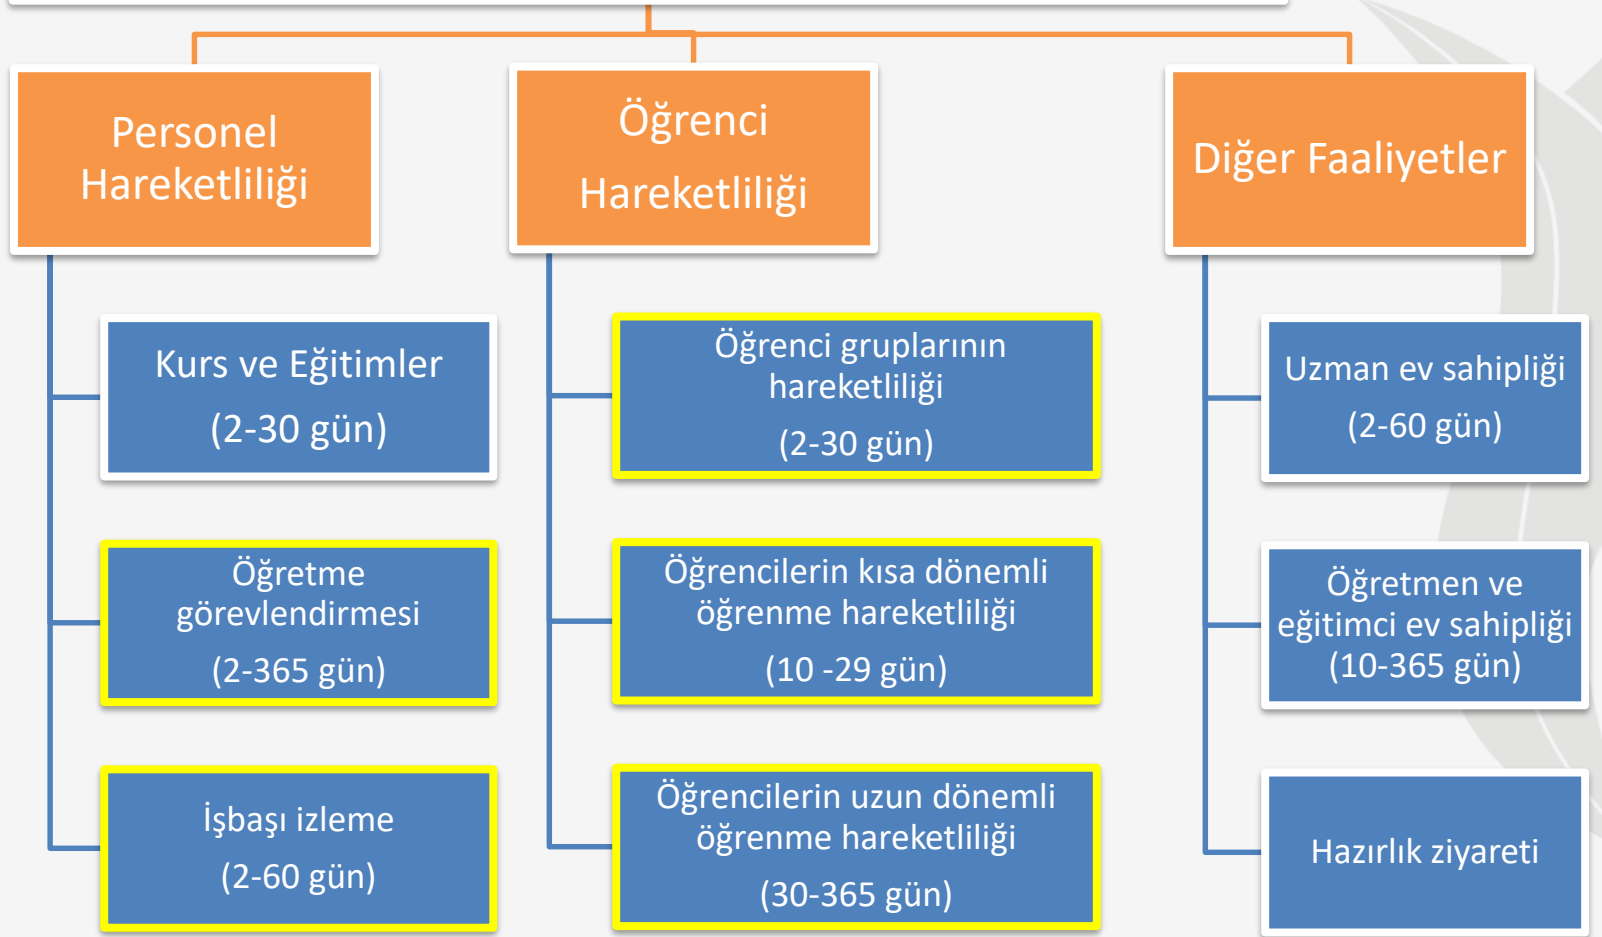 Personel
Hareketliliği
Kurs ve Eğitimler
(2-30 gün)
Öğretme
görevlendirmesi
(2-365 gün)
İşbaşı izleme
(2-60 gün)
Öğrenci
Hareketliliği
Öğrenci gruplarının
hareketliliği
(2-30 gün)
Öğrencilerin kısa dönemli
öğrenme hareketliliği
(10 -29 gün)
Öğrencilerin uzun dönemli
öğrenme hareketliliği
(30-365 gün)
Diğer Faaliyetler
Uzman ev sahipliği
(2-60 gün)
Öğretmen ve
eğitimci ev sahipliği
(10-365 gün)
Hazırlık ziyareti